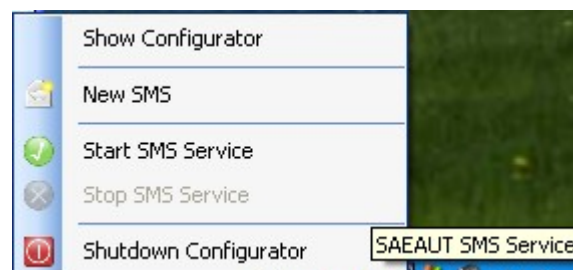 Show Configurator
New SMS
Start SMS Service
Stop SMS Service
Shutdown Configurator
SAEAUT SMS Service